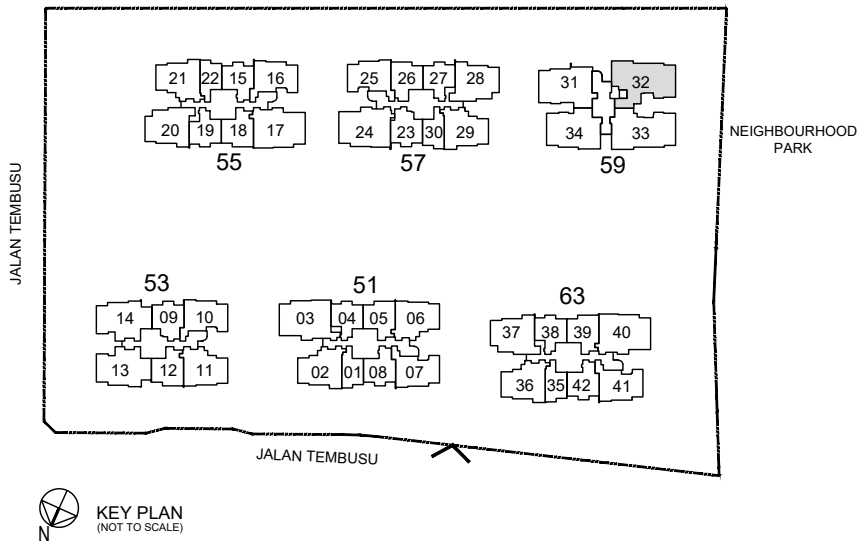 21 22 15 16
25 26 27 28
31 32
20 19 18 17
24 23 30 29
34 33
55
57
59
NEIGHBOURHOOD
PARK
JALAN TEMBUSU
53
51
63
14 09 10
03 04 05 06
37 38 39 40
13 12 11
02 01 08 07
36 35 42 41
JALAN TEMBUSU
N
KEY PLAN
(NOT TO SCALE)